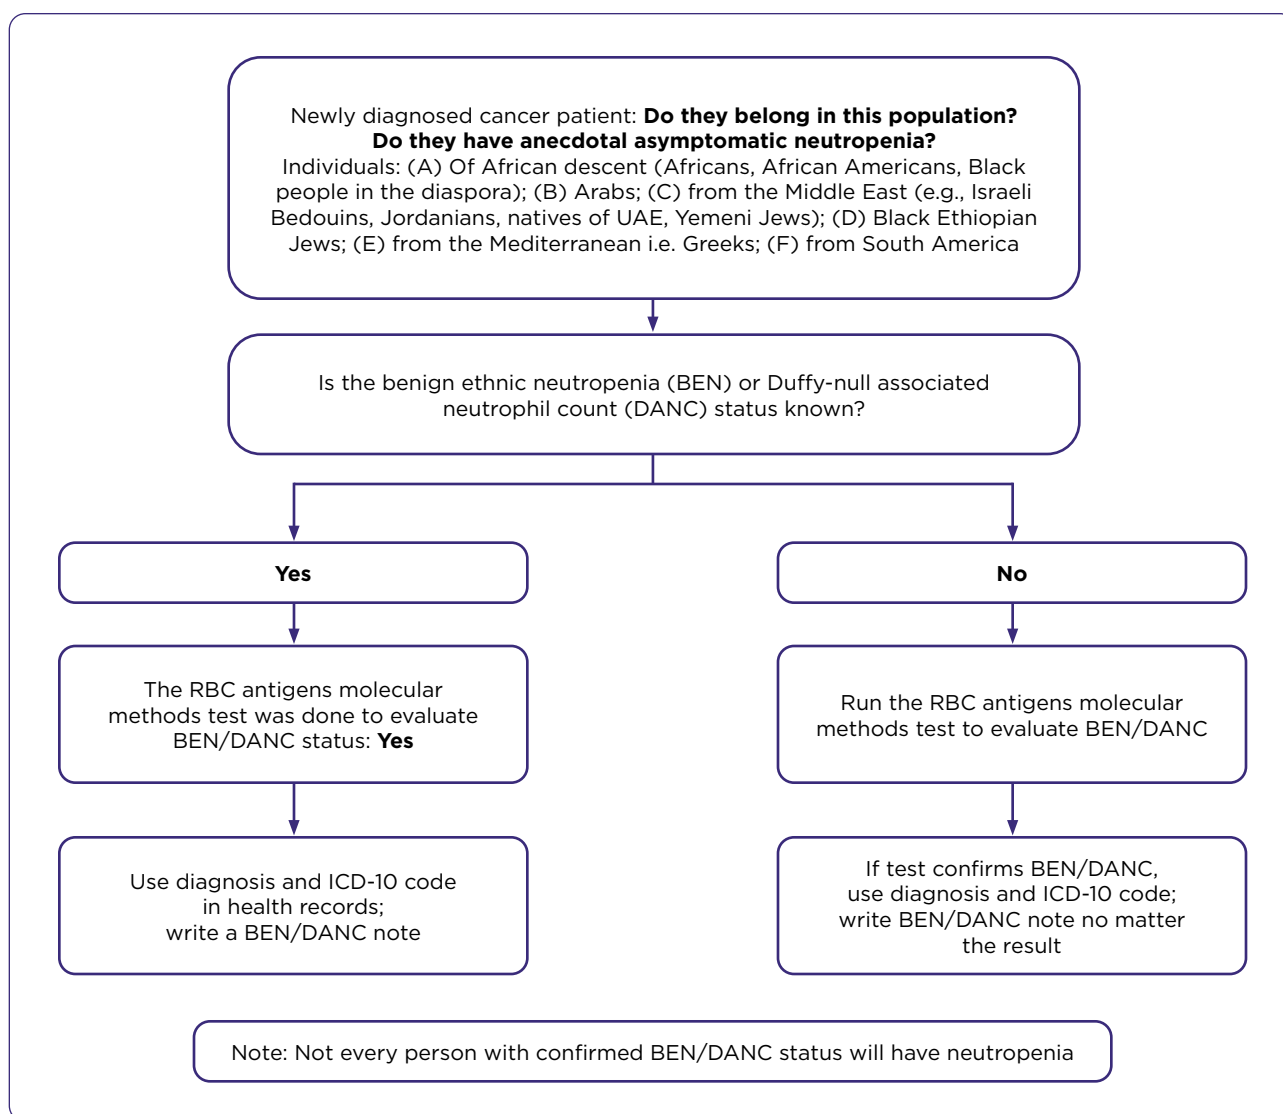 Newly diagnosed cancer patient: Do they belong in this population?
Do they have anecdotal asymptomatic neutropenia?
Individuals: (A) Of African descent (Africans, African Americans, Black
people in the diaspora); (B) Arabs; (C) from the Middle East (e.g., Israeli
Bedouins, Jordanians, natives of UAE, Yemeni Jews); (D) Black Ethiopian
Jews; (E) from the Mediterranean i.e. Greeks; (F) from South America
Is the benign ethnic neutropenia (BEN) or Duffy-null associated
neutrophil count (DANC) status known?
Yes
The RBC antigens molecular
methods test was done to evaluate
BEN/DANC status: Yes
Use diagnosis and ICD-10 code
in health records;
write a BEN/DANC note
No
Run the RBC antigens molecular
methods test to evaluate BEN/DANC
If test confirms BEN/DANC,
use diagnosis and ICD-10 code;
write BEN/DANC note no matter
the result
Note: Not every person with confirmed BEN/DANC status will have neutropenia